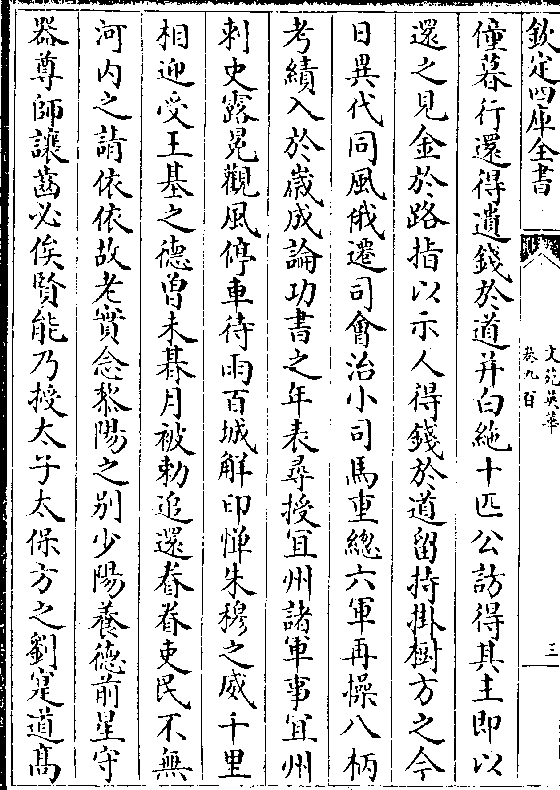 欽定四庫全書
文苑英華
卷九百
三
僮暮行還得遺錢於道并白絁十匹公訪得其主即以
還之見金於路指以示人得錢於道留持掛樹方之今
日異代同風俄遷司會治小司馬重總六軍再操八柄
考績入於歲成論功書之年表尋授宜州諸軍事宜州
刺史露冕觀風停車待雨百城解印憚朱穆之威千里
相迎受王基之德曽未朞月被勅追還眷眷吏民不無
河内之請依依故老實念黎陽之别少陽養德前星守
器尊師讓齒必俟賢能乃授太子太保方之劉寔道髙